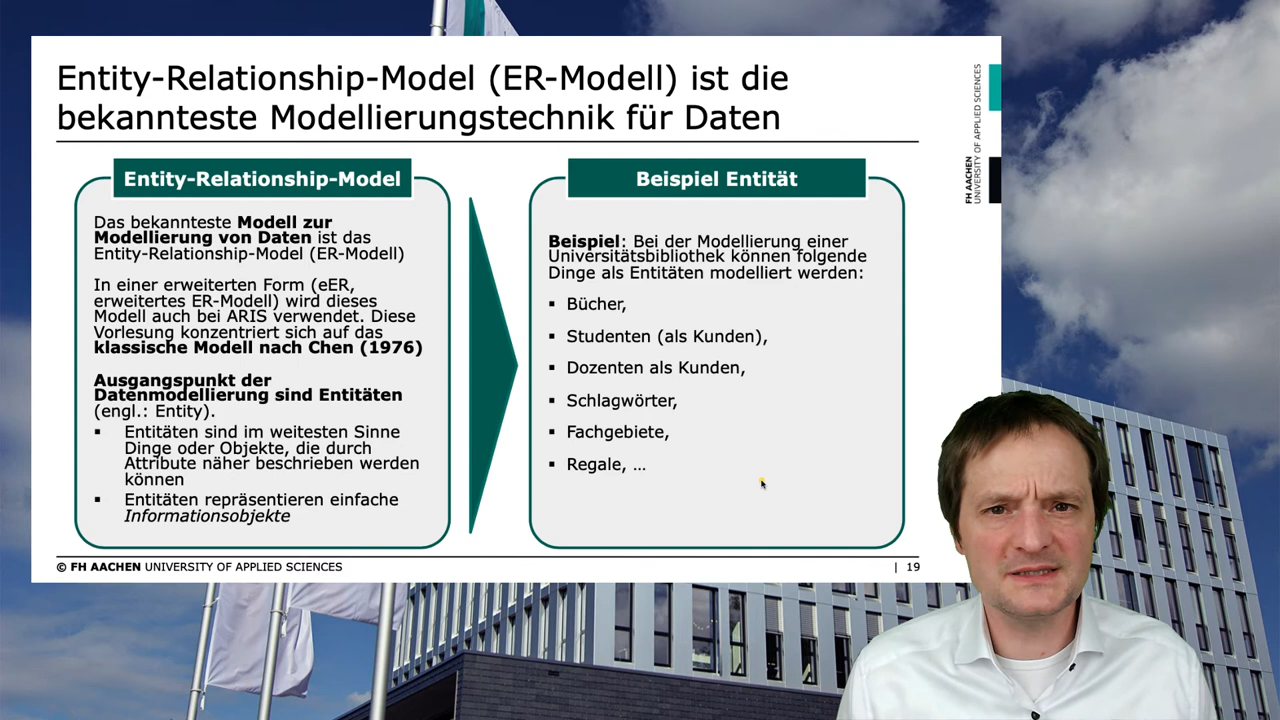 Entity-Relationship-Model (ER-Modell) ist die
bekannteste Modellierungstechnik für Daten
FH AACHEN
UNIVERSITY OF APPLIED SCIENCES
Entity-Relationship-Model
Das bekannteste Modell zur
Modellierung von Daten ist das
Entity-Relationship-Model (ER-Modell)
In einer erweiterten Form (eER,
erweitertes ER-Modell) wird dieses
Modell auch bei ARIS verwendet. Diese
Vorlesung konzentriert sich auf das
klassische Modell nach Chen (1976)
Ausgangspunkt der
Datenmodellierung sind Entitäten
(engl.: Entity).
▪ Entitäten sind im weitesten Sinne
Dinge oder Objekte, die durch
Attribute näher beschrieben werden
können
▪ Entitäten repräsentieren einfache
Informationsobjekte
Beispiel Entität
Beispiel: Bei der Modellierung einer
Universitätsbibliothek können folgende
Dinge als Entitäten modelliert werden:
▪ Bücher,
▪ Studenten (als Kunden),
▪ Dozenten als Kunden,
▪ Schlagwörter,
▪ Fachgebiete,
▪ Regale, …
© FH AACHEN UNIVERSITY OF APPLIED SCIENCES
| 19